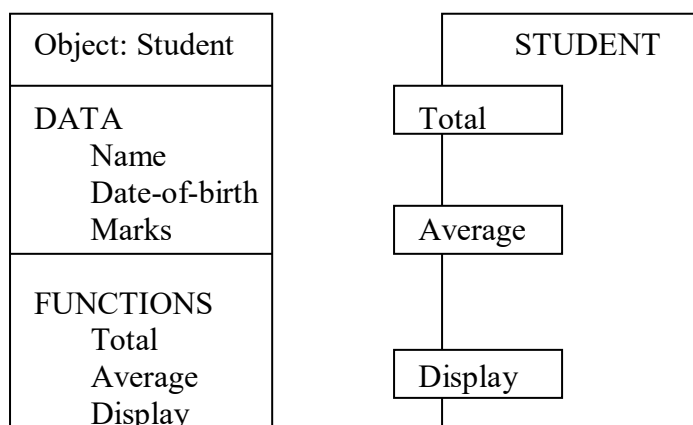 Object: Student
DATA
Name
Date-of-birth
Marks
FUNCTIONS
Total
Average
Display
STUDENT
Total
Average
Display